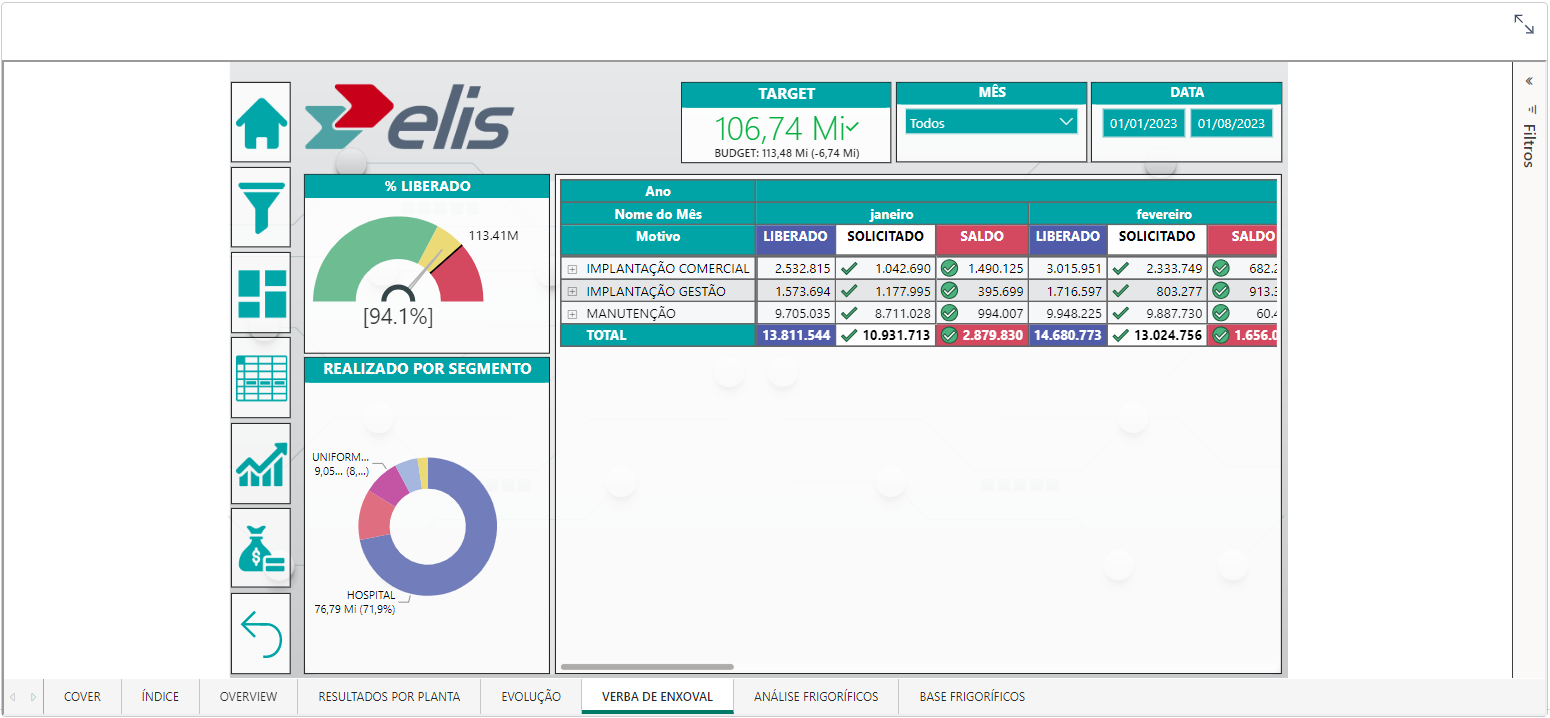 elis
TARGET
106,74 Mi
BUDGET: 113,48 Mi (-6,74 Mi)
MÊS
Todos
DATA
01/01/2023 01/08/2023
Filtros
% LIBERADO
113.41M
[94.1%]
REALIZADO POR SEGMENTO
UNIFORM...
9,05... (8,...)
HOSPITAL
76,79 Mi (71,9%)
Ano
Nome do Mês janeiro fevereiro
Motivo LIBERADO SOLICITADO SALDO LIBERADO SOLICITADO SALDO
IMPLANTAÇÃO COMERCIAL 2.532.815 1.042.690 1.490.125 3.015.951 2.333.749 682.2
IMPLANTAÇÃO GESTÃO 1.573.694 1.177.995 395.699 1.716.597 803.277 913.3
MANUTENÇÃO 9.705.035 8.711.028 994.007 9.948.225 9.887.730 60.4
TOTAL 13.811.544 10.931.713 2.879.830 14.680.773 13.024.756 1.656.0
COVER ÍNDICE OVERVIEW RESULTADOS POR PLANTA EVOLUÇÃO VERBA DE ENXOVAL ANÁLISE FRIGORÍFICOS BASE FRIGORÍFICOS